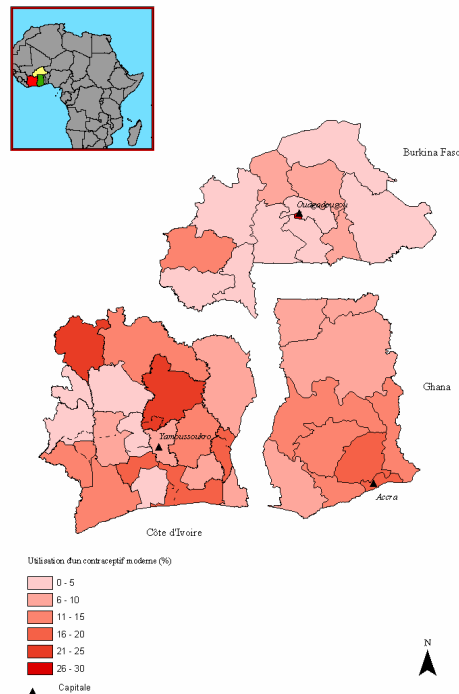 Burkina Faso
Ouagadougou
Ghana
Yamoussoukro
Accra
Côte d'Ivoire
Utilisation d'un contraceptif moderne (%)
0 - 5
6 - 10
11 - 15
16 - 20
21 - 25
26 - 30
Capitale
N